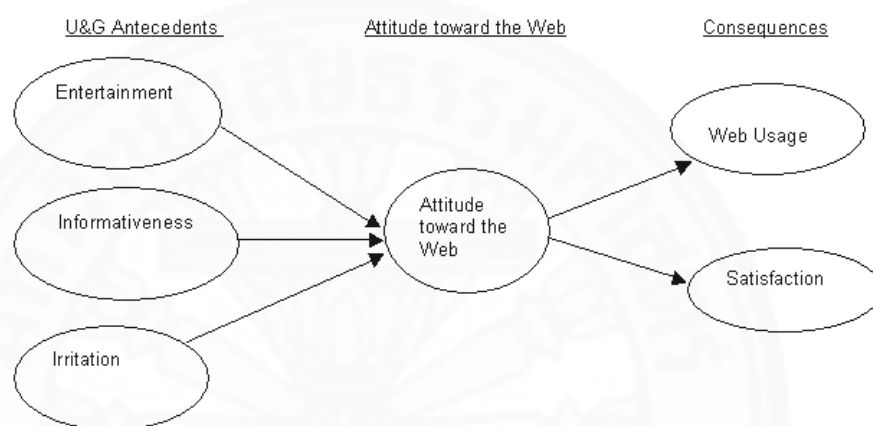 U&G Antecedents
Attitude toward the Web
Consequences
Entertainment
Informativeness
Irritation
Attitude
toward the
Web
Web Usage
Satisfaction